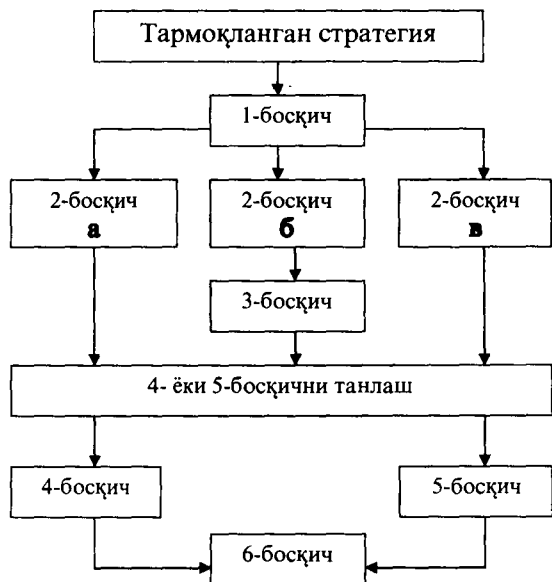 Тармоқланган стратегия
1-босқич
2-босқич
а
2-босқич
б
2-босқич
в
3-босқич
4- ёки 5-босқични танлаш
4-босқич
5-босқич
6-босқич